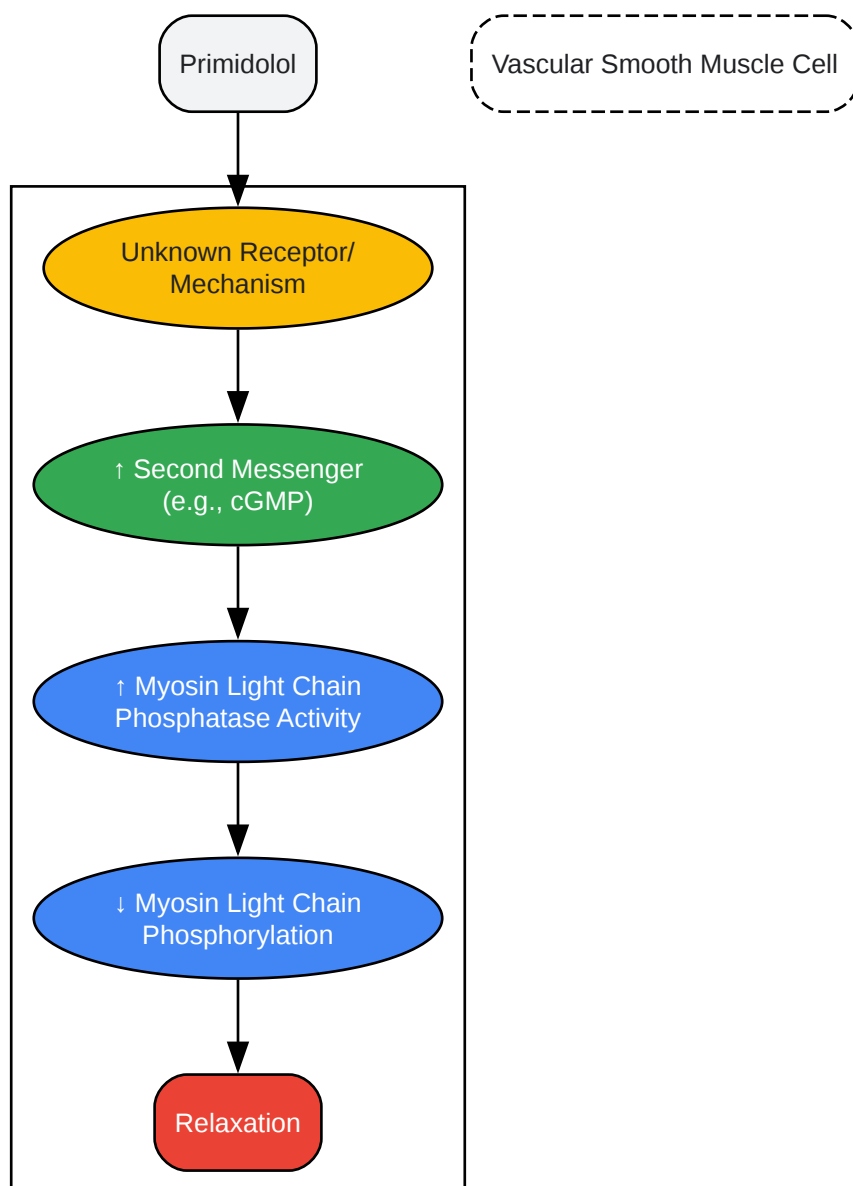 Primidolol
Vascular Smooth Muscle Cell
Unknown Receptor/
Mechanism
↑ Second Messenger
(e.g., cGMP)
↑ Myosin Light Chain
Phosphatase Activity
↓ Myosin Light Chain
Phosphorylation
Relaxation